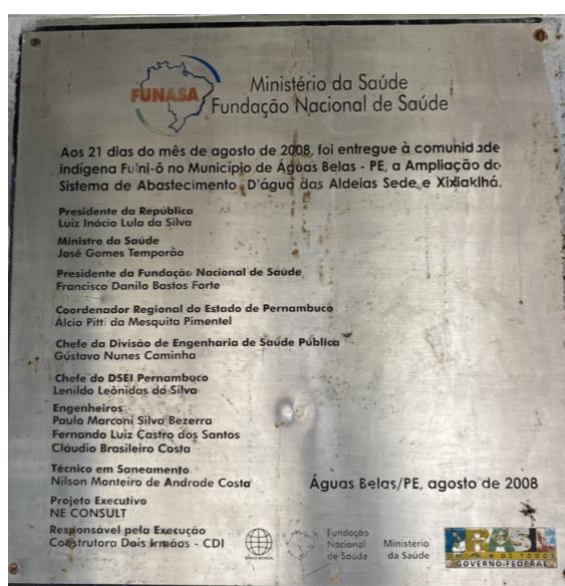 FUNASA
Ministério da Saúde
Fundação Nacional de Saúde
Aos 21 dias do mês de agosto de 2008, foi entregue à comunidade
indígena Fulni-ô no Município de Águas Belas - PE, a Ampliação do
Sistema de Abastecimento D'água das Aldeias Sede e Xixiaklhá.
Presidente da República
Luiz Inácio Lula da Silva
Ministro da Saúde
José Gomes Temporão
Presidente da Fundação Nacional de Saúde
Francisco Danilo Bastos Forte
Coordenador Regional do Estado de Pernambuco
Álcio Pitt da Mesquita Pimentel
Chefe da Divisão de Engenharia de Saúde Pública
Gustavo Nunes Caminha
Chefe do DSEI Pernambuco
Lenildo Leônidas da Silva
Engenheiros
Paulo Marconi Silva Bezerra
Fernando Luiz Castro dos Santos
Cláudio Brasileiro Costa
Técnico em Saneamento
Nilson Monteiro de Andrade Costa
Águas Belas/PE, agosto de 2008
Projeto Executivo
NE CONSULT
Responsável pela Execução
Construtora Dois Irmãos - CDI
BANCO MUNDIAL
Fundação
Nacional
de Saúde
Ministério
da Saúde
BRASIL
UM PAÍS DE TODOS
GOVERNO FEDERAL